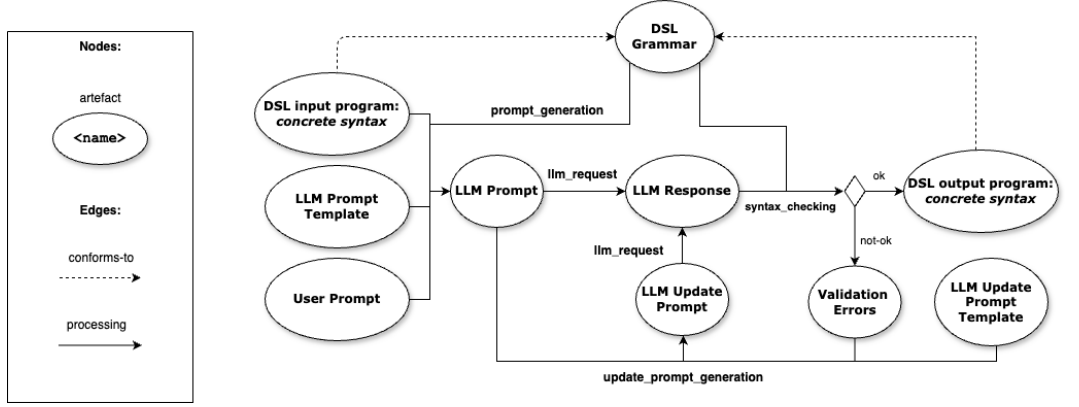 Nodes:
artefact
<name>
Edges:
conforms-to
processing
DSL
Grammar
DSL input program:
concrete syntax
prompt_generation
LLM Prompt
Template
User Prompt
LLM Prompt
llm_request
LLM Response
syntax_checking
ok
DSL output program:
concrete syntax
not-ok
llm_request
LLM Update
Prompt
Validation
Errors
LLM Update
Prompt
Template
update_prompt_generation